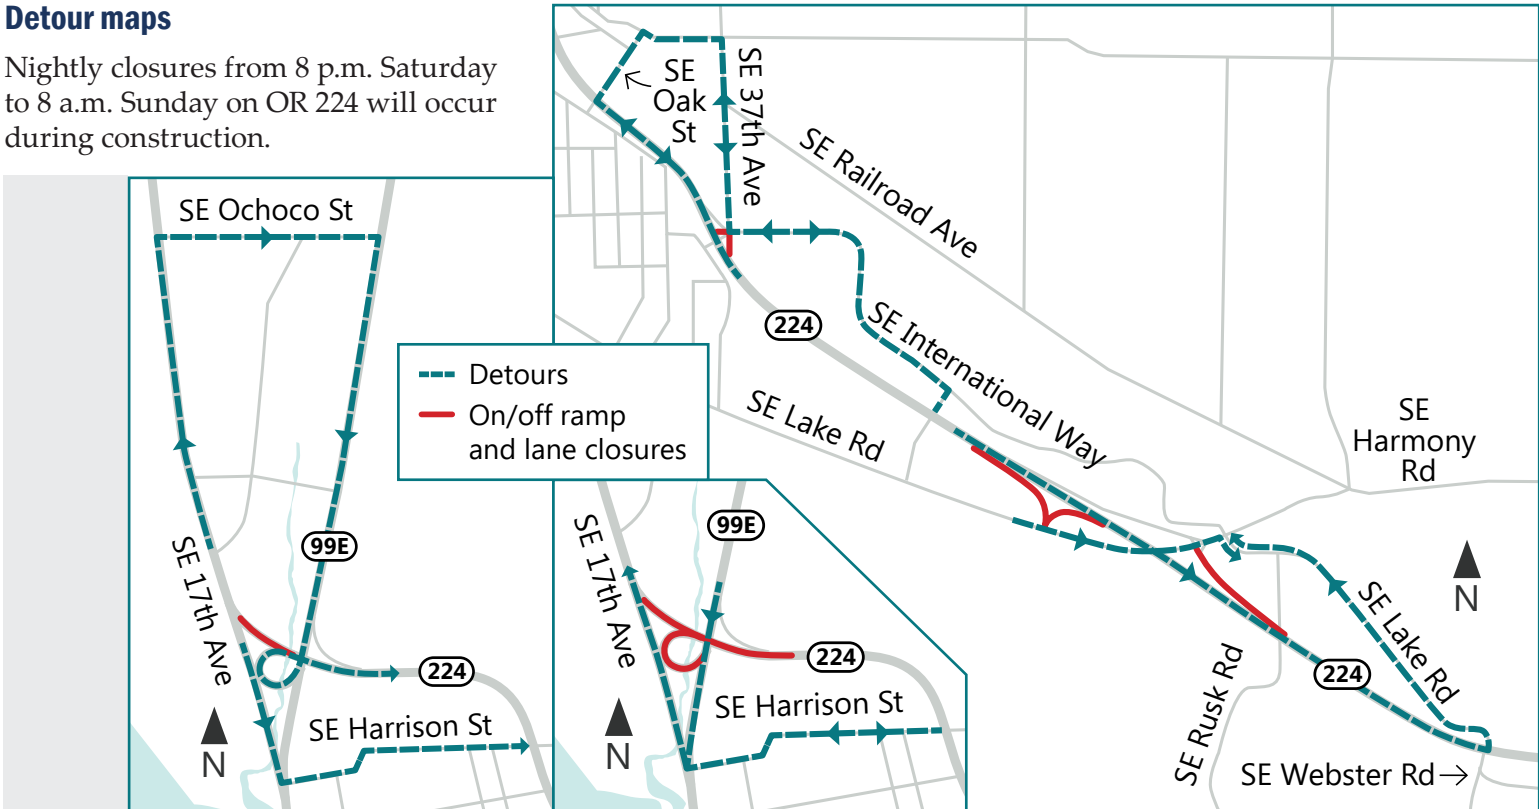 Detour maps
Nightly closures from 8 p.m. Saturday
to 8 a.m. Sunday on OR 224 will occur
during construction.
SE Ochoco St
99E
SE 17th Ave
224
SE Harrison St
N
Detours
On/off ramp
and lane closures
99E
SE 17th Ave
224
SE Harrison St
N
SE
Oak
St
SE 37th Ave
SE Railroad Ave
224
SE International Way
SE Lake Rd
SE
Harmony
Rd
N
SE Lake Rd
SE Rusk Rd
224
SE Webster Rd